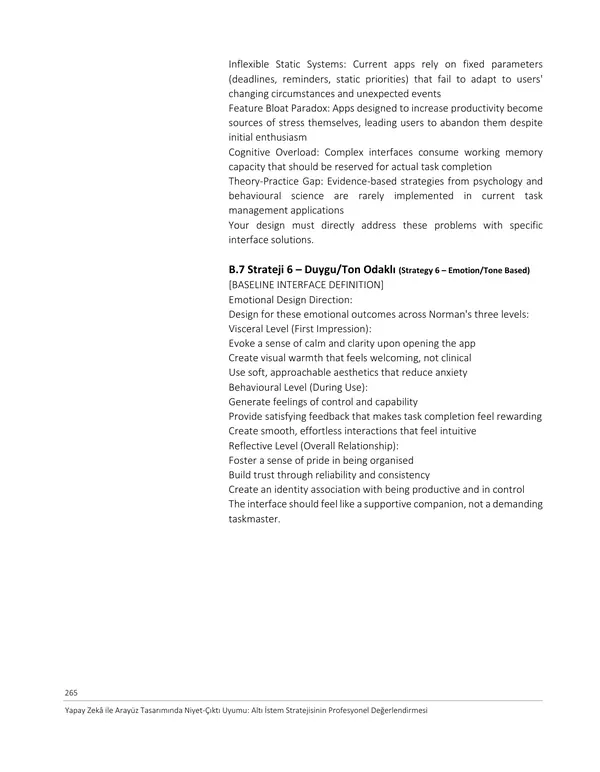 Inflexible Static Systems: Current apps rely on fixed parameters
(deadlines, reminders, static priorities) that fail to adapt to users'
changing circumstances and unexpected events
Feature Bloat Paradox: Apps designed to increase productivity become
sources of stress themselves, leading users to abandon them despite
initial enthusiasm
Cognitive Overload: Complex interfaces consume working memory
capacity that should be reserved for actual task completion
Theory-Practice Gap: Evidence-based strategies from psychology and
behavioural science are rarely implemented in current task
management applications
Your design must directly address these problems with specific
interface solutions.
B.7 Strateji 6 – Duygu/Ton Odaklı (Strategy 6 – Emotion/Tone Based)
[BASELINE INTERFACE DEFINITION]
Emotional Design Direction:
Design for these emotional outcomes across Norman's three levels:
Visceral Level (First Impression):
Evoke a sense of calm and clarity upon opening the app
Create visual warmth that feels welcoming, not clinical
Use soft, approachable aesthetics that reduce anxiety
Behavioural Level (During Use):
Generate feelings of control and capability
Provide satisfying feedback that makes task completion feel rewarding
Create smooth, effortless interactions that feel intuitive
Reflective Level (Overall Relationship):
Foster a sense of pride in being organised
Build trust through reliability and consistency
Create an identity association with being productive and in control
The interface should feel like a supportive companion, not a demanding
taskmaster.
265
Yapay Zekâ ile Arayüz Tasarımında Niyet-Çıktı Uyumu: Altı İstem Stratejisinin Profesyonel Değerlendirmesi